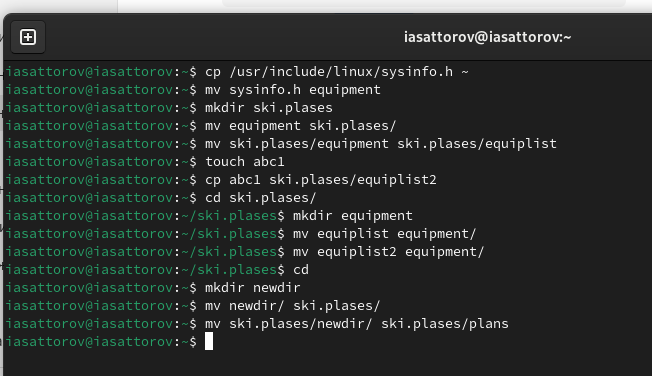 iasattorov@iasattorov:~
iasattorov@iasattorov:~$ cp /usr/include/linux/sysinfo.h ~
iasattorov@iasattorov:~$ mv sysinfo.h equipment
iasattorov@iasattorov:~$ mkdir ski.plases
iasattorov@iasattorov:~$ mv equipment ski.plases/
iasattorov@iasattorov:~$ mv ski.plases/equipment ski.plases/equiplist
iasattorov@iasattorov:~$ touch abc1
iasattorov@iasattorov:~$ cp abc1 ski.plases/equiplist2
iasattorov@iasattorov:~$ cd ski.plases/
iasattorov@iasattorov:~/ski.plases$ mkdir equipment
iasattorov@iasattorov:~/ski.plases$ mv equiplist equipment/
iasattorov@iasattorov:~/ski.plases$ mv equiplist2 equipment/
iasattorov@iasattorov:~/ski.plases$ cd
iasattorov@iasattorov:~$ mkdir newdir
iasattorov@iasattorov:~$ mv newdir/ ski.plases/
iasattorov@iasattorov:~$ mv ski.plases/newdir/ ski.plases/plans
iasattorov@iasattorov:~$